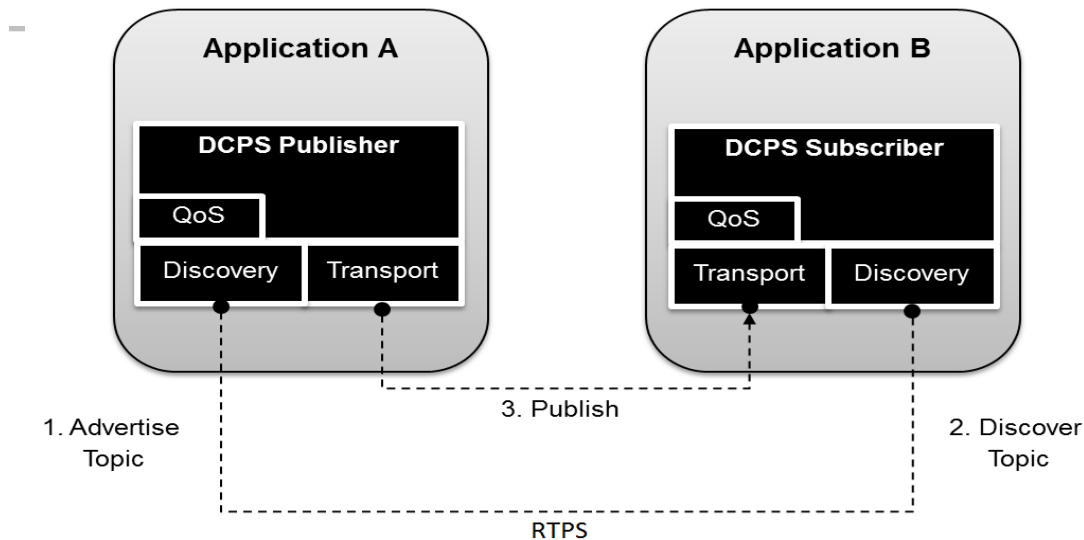 Application A
DCPS Publisher
QoS
Discovery
Transport
Application B
DCPS Subscriber
QoS
Transport
Discovery
3. Publish
1. Advertise
Topic
2. Discover
Topic
RTPS